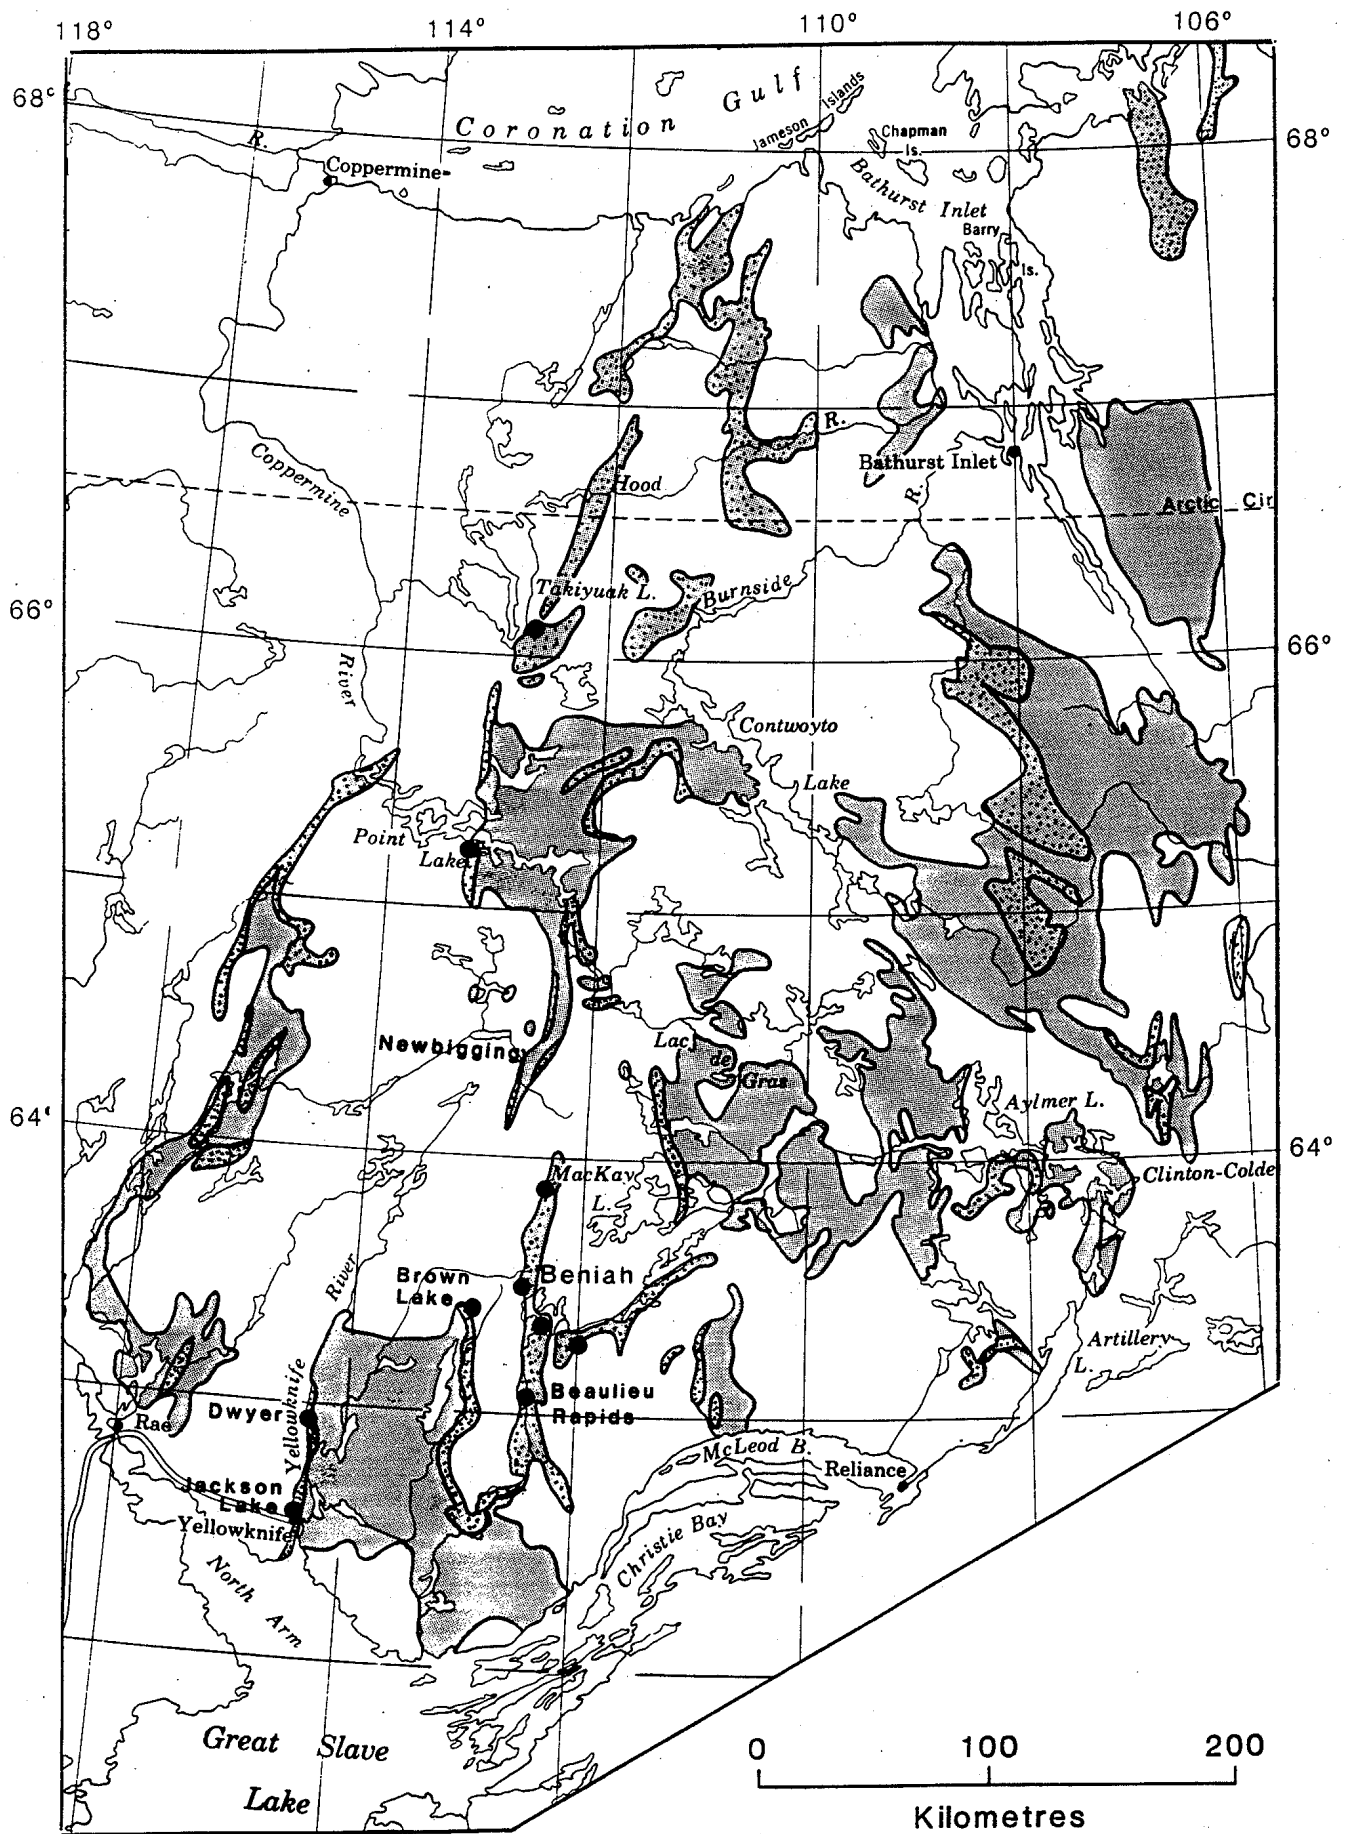 118° 114° 110° 106°
68°
Coronation Gulf
Jameson Islands
Chapman
Is.
68°
R.
Coppermine
Bathurst Inlet
Barry
Is.
R.
Bathurst Inlet
Coppermine
Hood
R.
Arctic Cir
Takiyuak L.
Burnside
66°
66°
River
Contwoyto
Lake
Point
Lake
Newbigging
Lac
de
Gras
Aylmer L.
64°
64°
MacKay
L.
Clinton-Colde
River
Brown
Lake
Beniah
Artillery
L.
Yellowknife
Beaulieu
Rapids
Dwyer
Rae
McLeod B.
Reliance
Jackson
Lake
Yellowknife
Christie Bay
North Arm
Great Slave
Lake
0 100 200
Kilometres